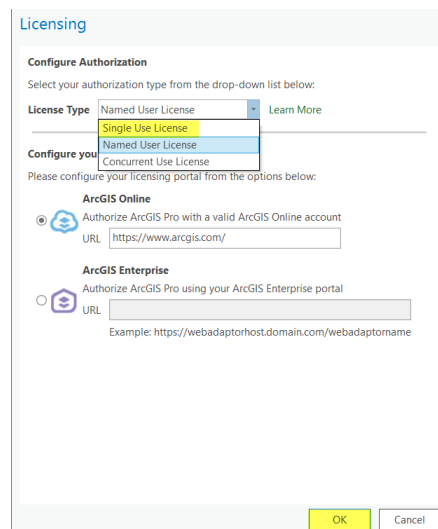 Licensing
Configure Authorization
Select your authorization type from the drop-down list below:
License Type Named User License Learn More
Single Use License
Named User License
Concurrent Use License
Configure you
Please configure your licensing portal from the options below:
ArcGIS Online
Authorize ArcGIS Pro with a valid ArcGIS Online account
URL https://www.arcgis.com/
ArcGIS Enterprise
Authorize ArcGIS Pro using your ArcGIS Enterprise portal
URL
Example: https://webadaptorhost.domain.com/webadaptorname
OK Cancel